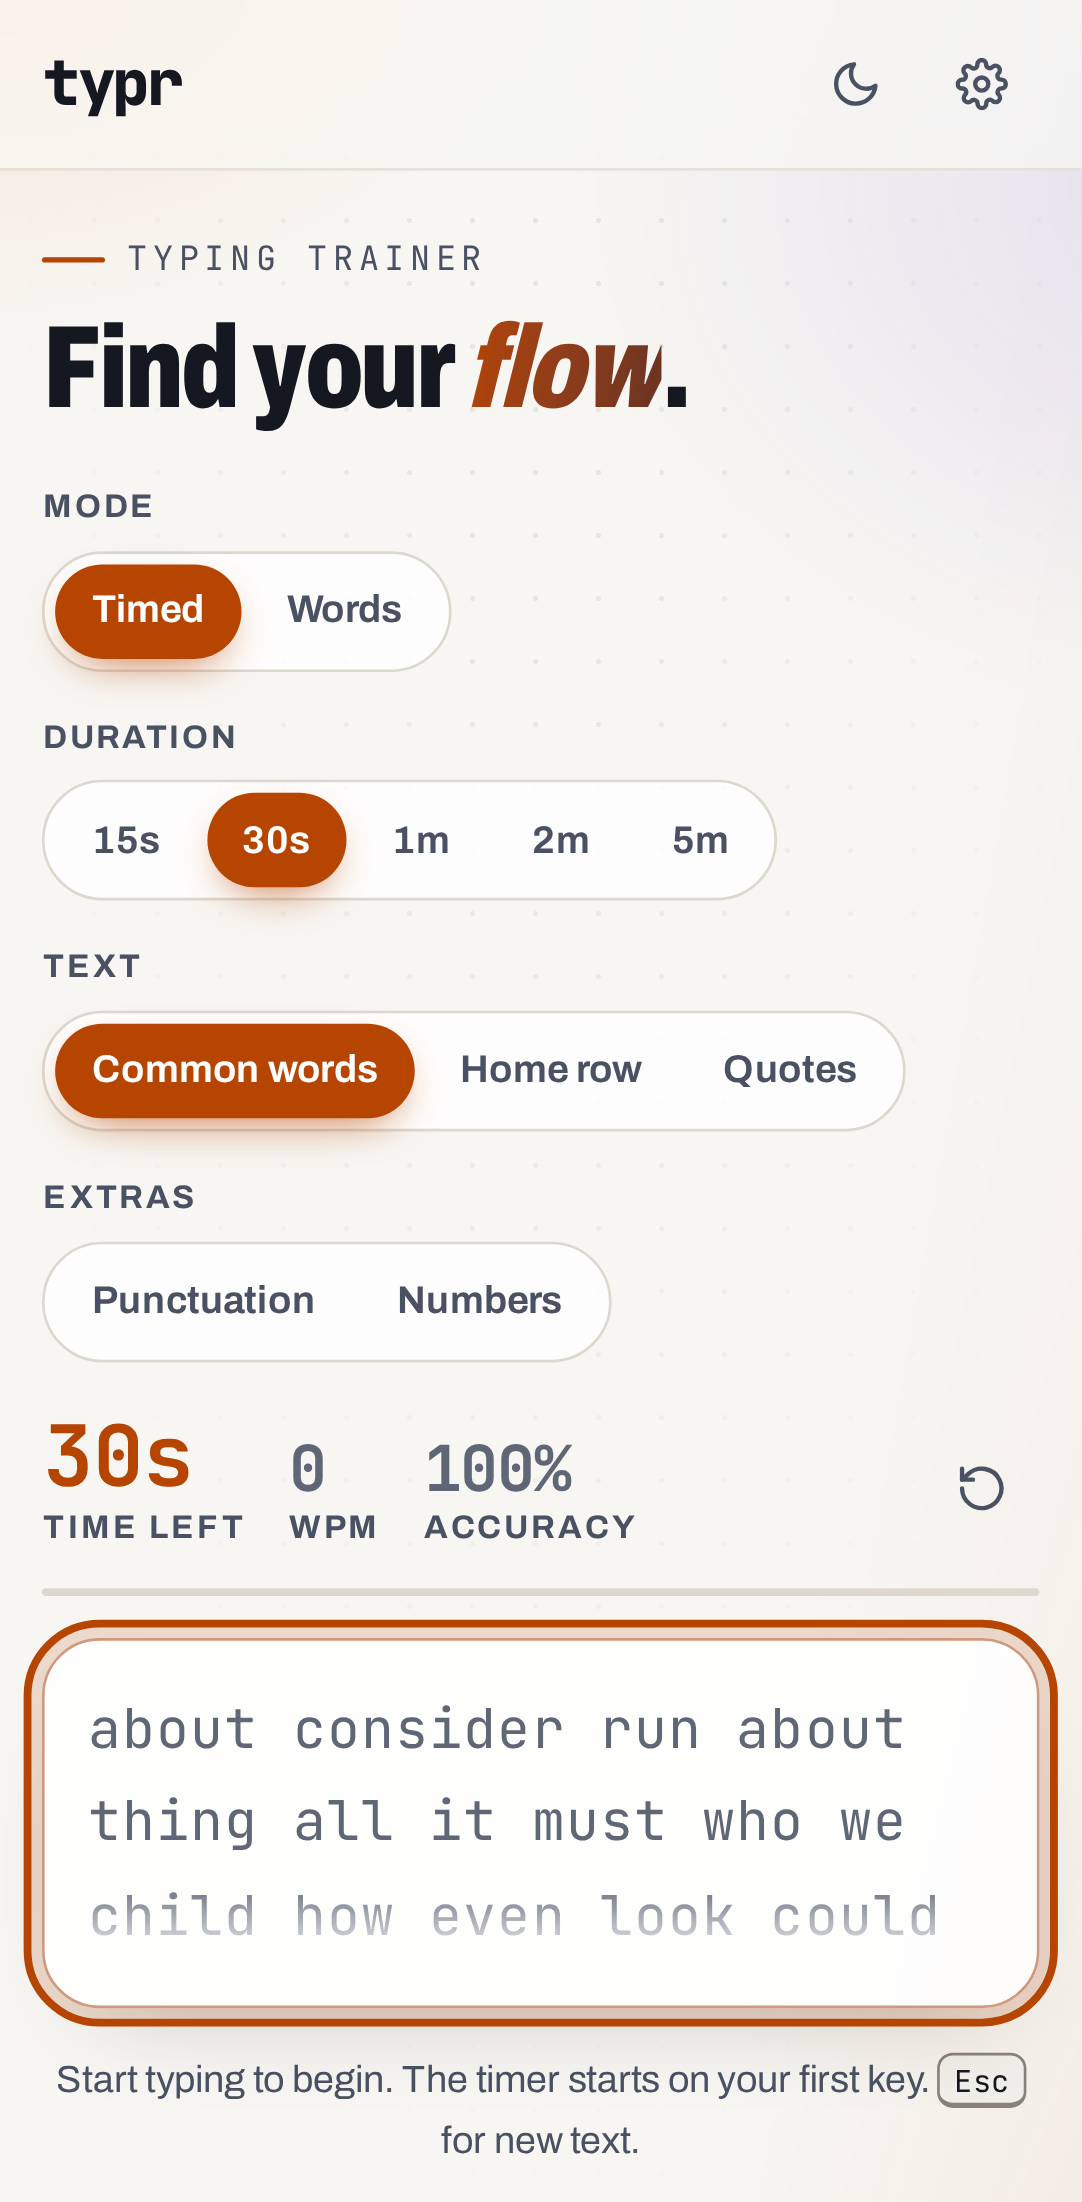 typr
TYPING TRAINER
Find your flow.
MODE
Timed Words
DURATION
15s 30s 1m 2m 5m
TEXT
Common words Home row Quotes
EXTRAS
Punctuation Numbers
30s 0 100%
TIME LEFT WPM ACCURACY
about consider run about
thing all it must who we
child how even look could
Start typing to begin. The timer starts on your first key. Esc
for new text.